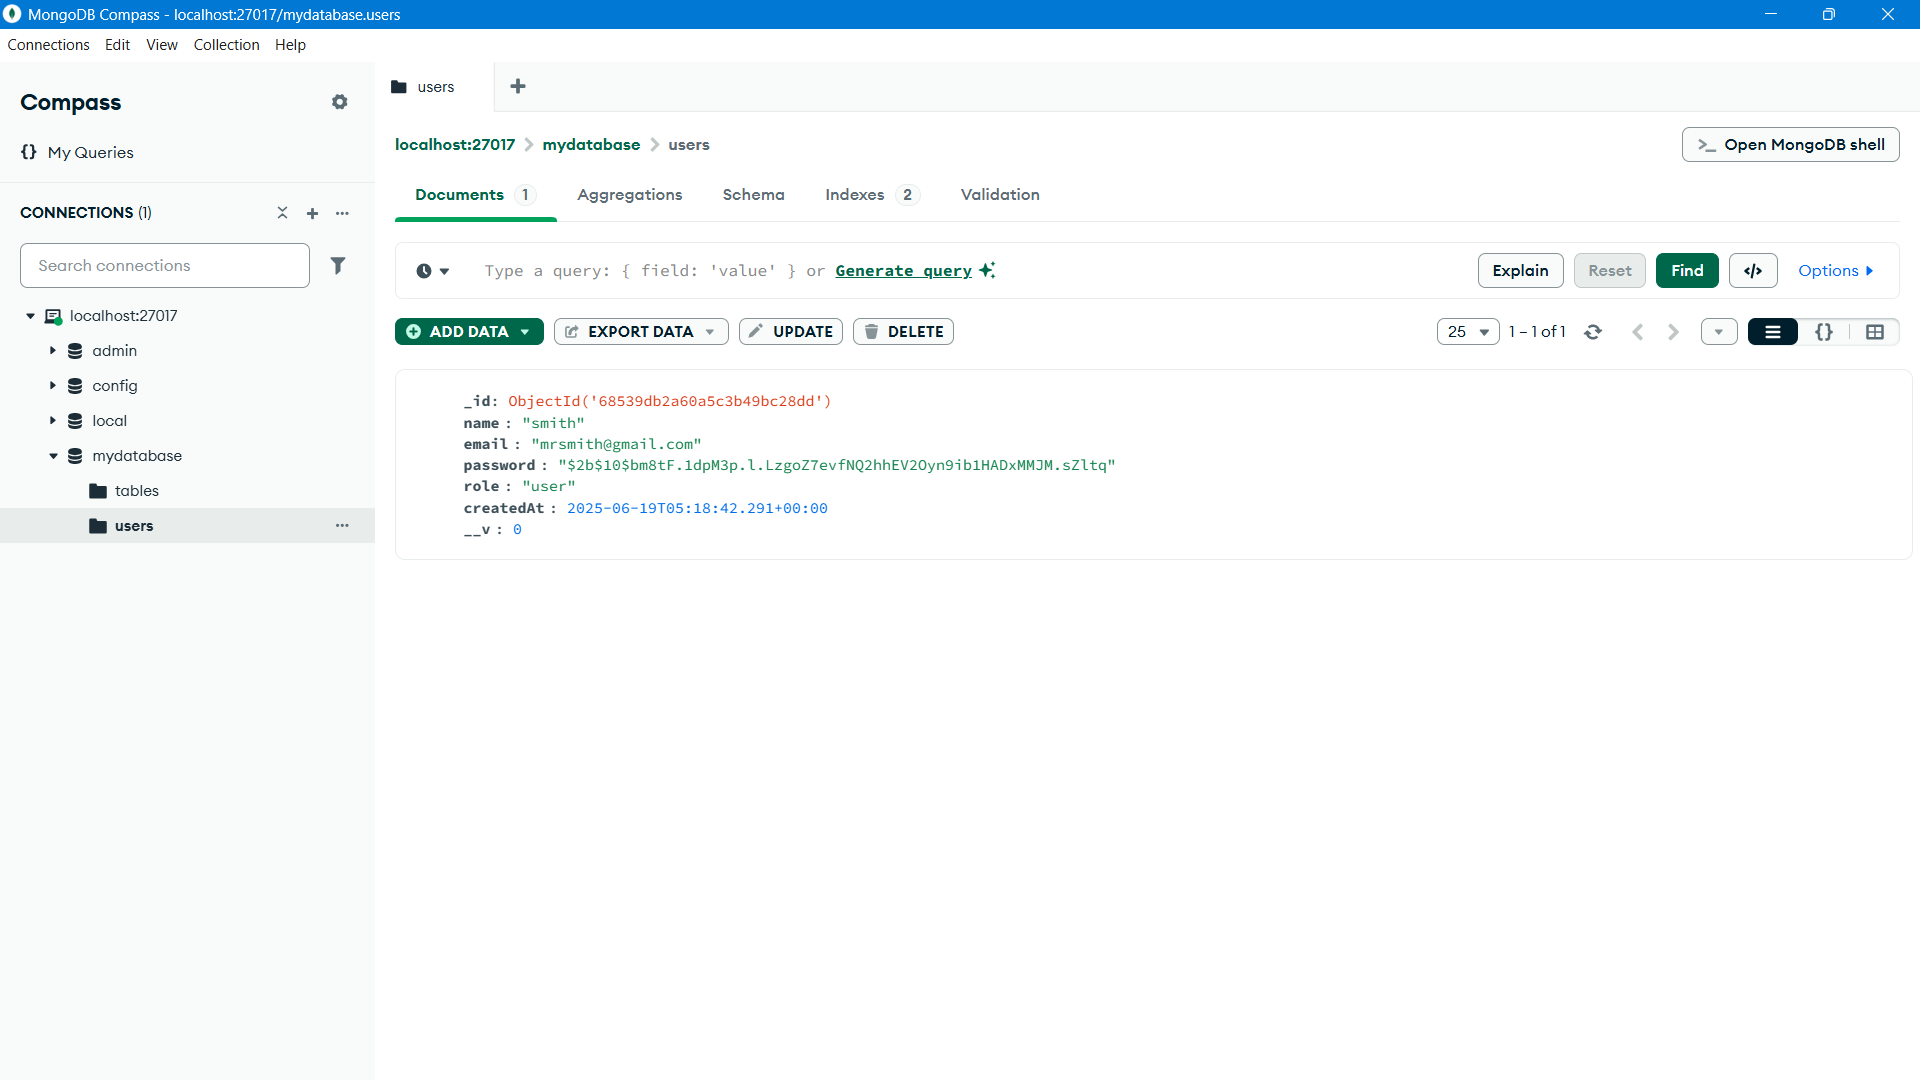 MongoDB Compass - localhost:27017/mydatabase.users
Connections Edit View Collection Help
Compass
{} My Queries
CONNECTIONS (1)
Search connections
localhost:27017
admin
config
local
mydatabase
tables
users
users
localhost:27017 > mydatabase > users
>_ Open MongoDB shell
Documents 1 Aggregations Schema Indexes 2 Validation
Type a query: { field: 'value' } or Generate query
Explain Reset Find </> Options
ADD DATA EXPORT DATA UPDATE DELETE
25 1 – 1 of 1 {}
_id: ObjectId('68539db2a60a5c3b49bc28dd')
name : "smith"
email : "mrsmith@gmail.com"
password : "$2b$10$bm8tF.1dpM3p.l.LzgoZ7evfNQ2hhEV2Oyn9ib1HADxMMJM.sZltq"
role : "user"
createdAt : 2025-06-19T05:18:42.291+00:00
__v : 0